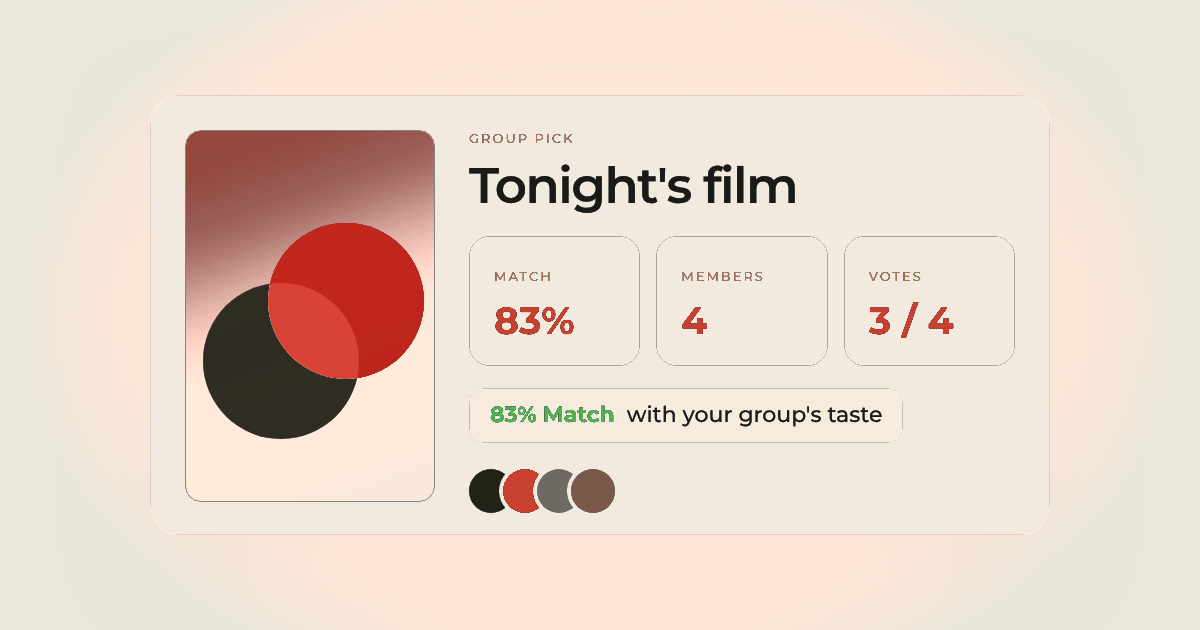 GROUP PICK
Tonight's film
MATCH
83%
MEMBERS
4
VOTES
3 / 4
83% Match with your group's taste